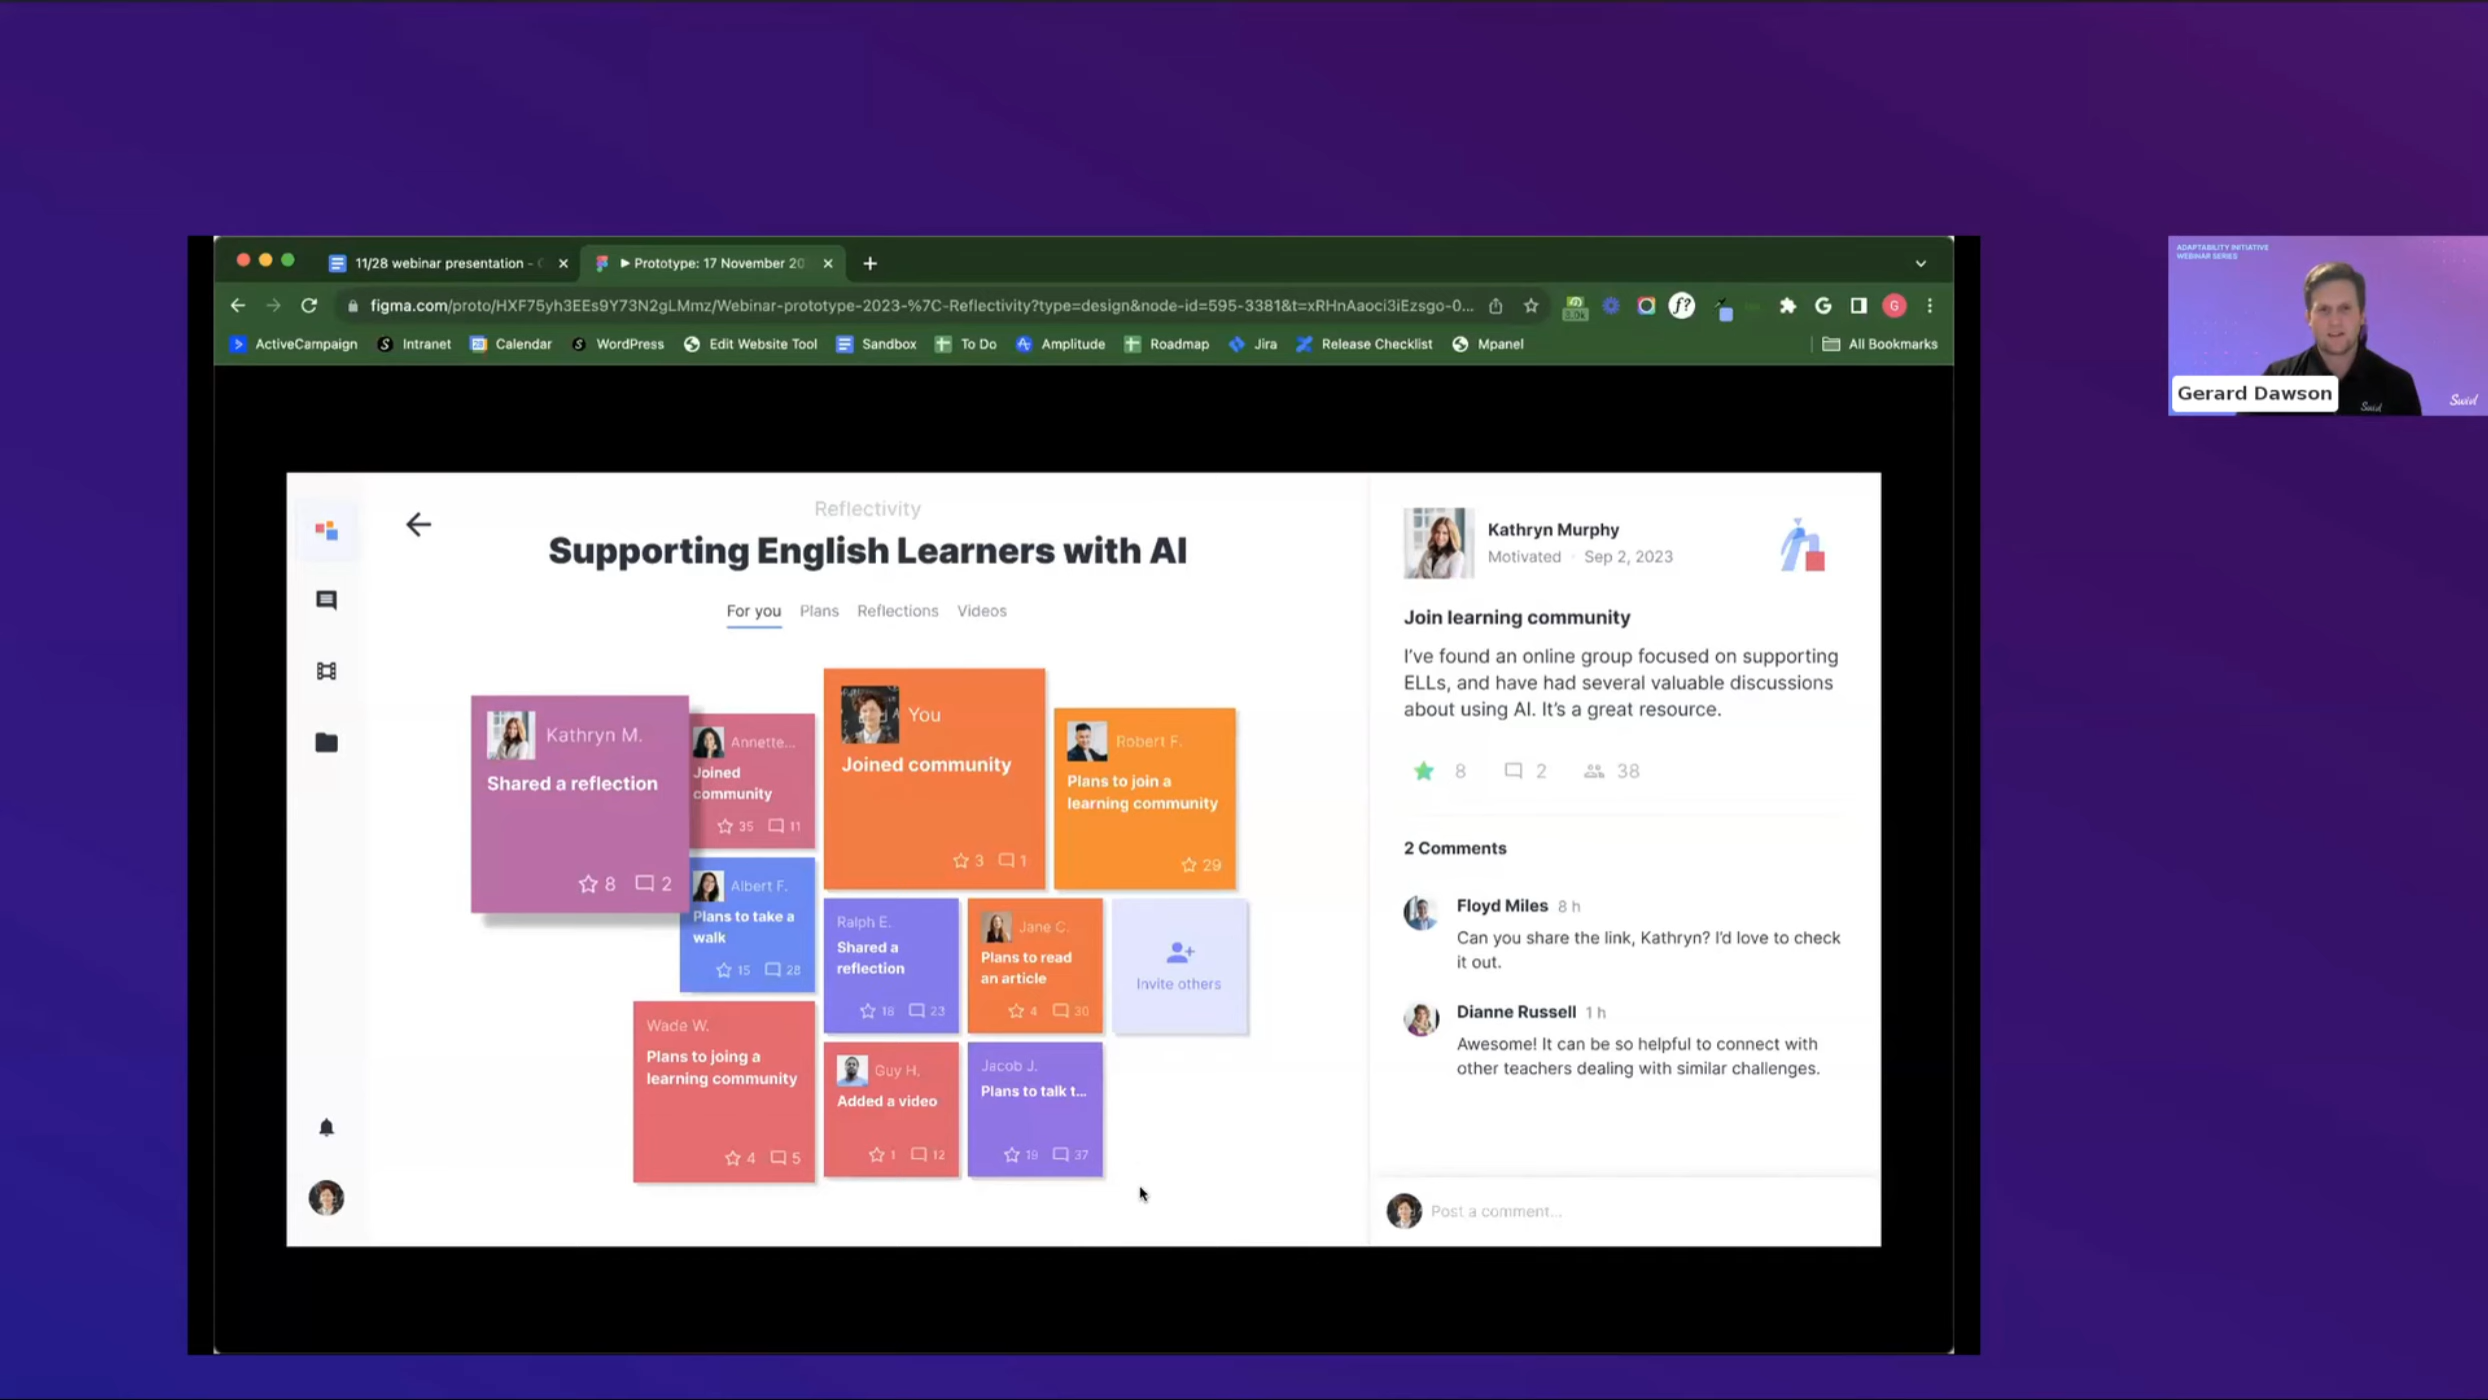 11/28 webinar presentation -
Prototype: 17 November 20
figma.com/proto/HXF75yh3EEs9Y73N2gLMmz/Webinar-prototype-2023-%7C-Reflectivity?type=design&node-id=595-3381&t=xRHnAaoci3iEzsgo-0...
3.0k
f?
G
G
ActiveCampaign
Intranet
Calendar
WordPress
Edit Website Tool
Sandbox
To Do
Amplitude
Roadmap
Jira
Release Checklist
Mpanel
All Bookmarks
ADAPTABILITY INITIATIVE
WEBINAR SERIES
Gerard Dawson
Swivl
Swivl
Reflectivity
Supporting English Learners with AI
For you
Plans
Reflections
Videos
Kathryn M.
Shared a reflection
8
2
Annette...
Joined
community
35
11
You
Joined community
3
1
Robert F.
Plans to join a
learning community
29
Albert F.
Plans to take a
walk
15
28
Ralph E.
Shared a
reflection
18
23
Jane C.
Plans to read
an article
4
30
Invite others
Wade W.
Plans to joing a
learning community
4
5
Guy H.
Added a video
1
12
Jacob J.
Plans to talk t...
19
37
Kathryn Murphy
Motivated · Sep 2, 2023
Join learning community
I've found an online group focused on supporting
ELLs, and have had several valuable discussions
about using AI. It's a great resource.
8
2
38
2 Comments
Floyd Miles 8 h
Can you share the link, Kathryn? I'd love to check
it out.
Dianne Russell 1 h
Awesome! It can be so helpful to connect with
other teachers dealing with similar challenges.
Post a comment...